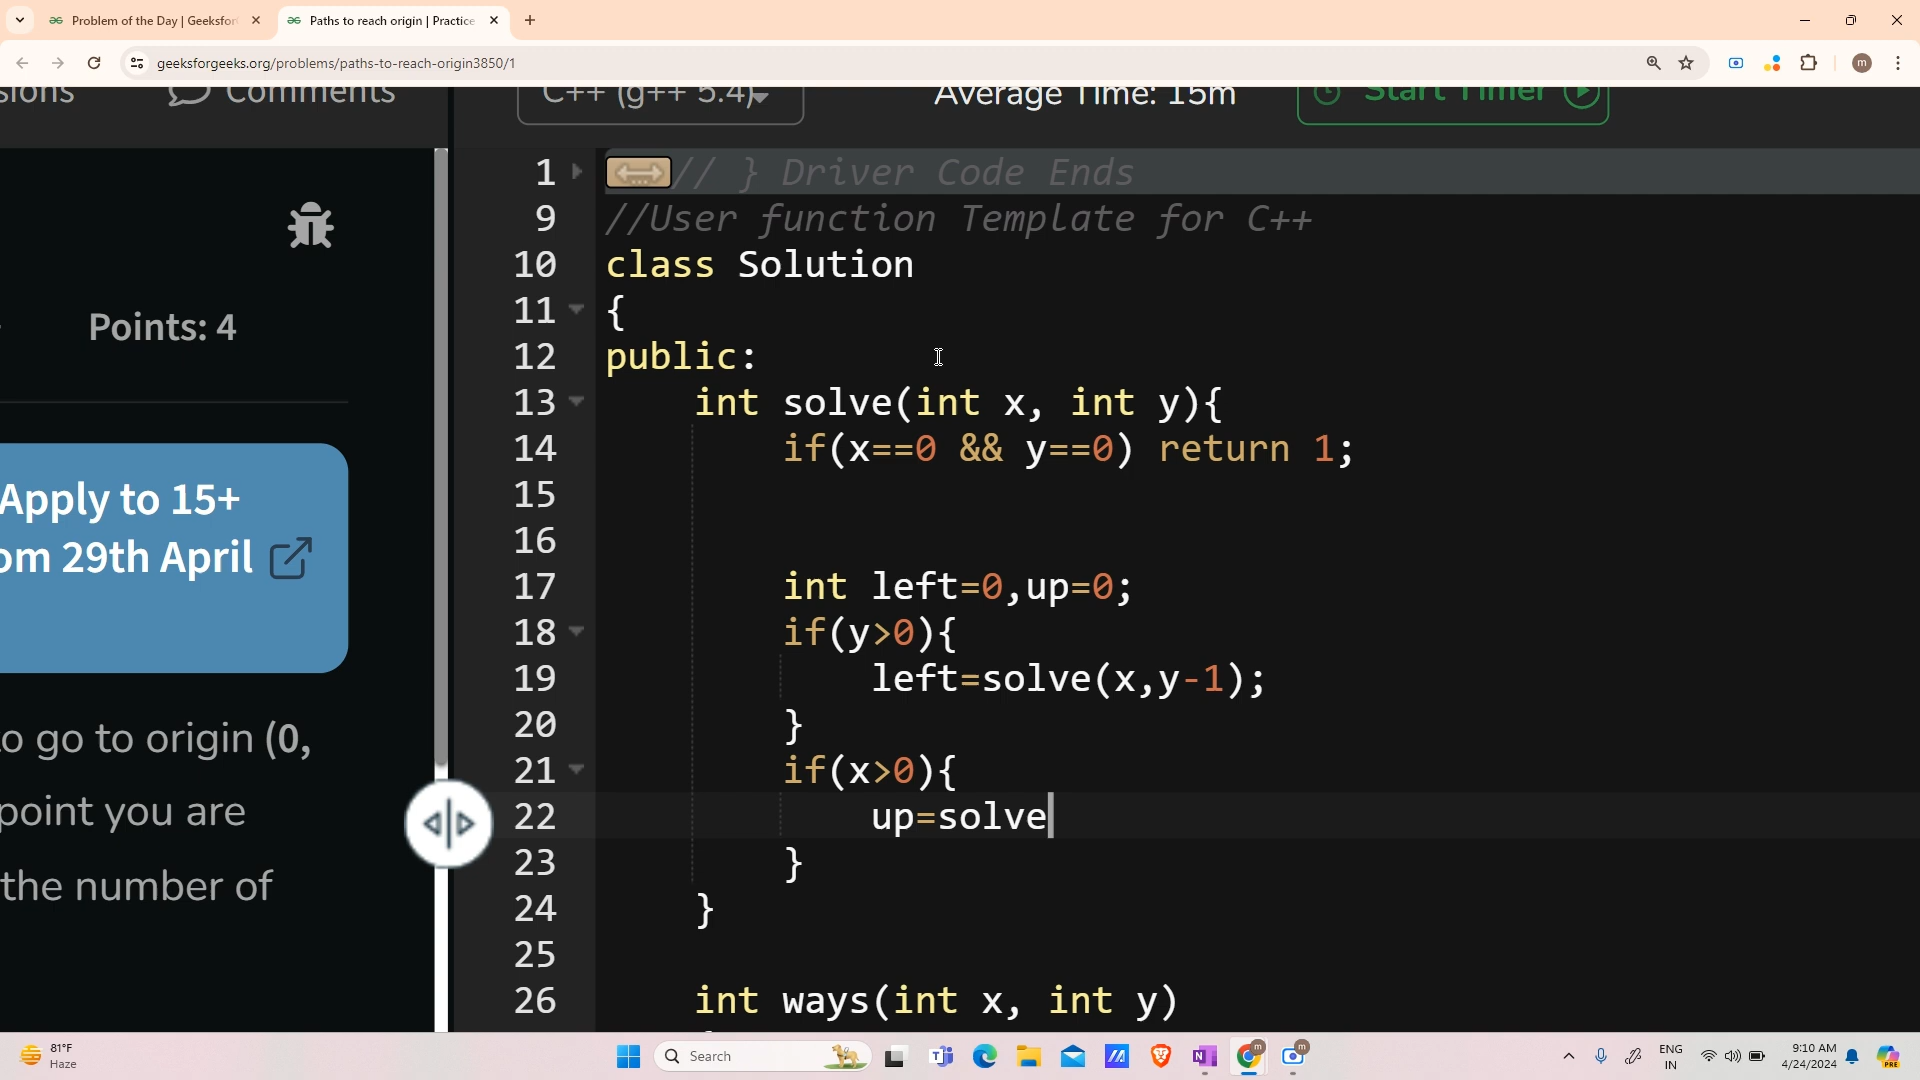 Problem of the Day | Geeksfor
Paths to reach origin | Practice
geeksforgeeks.org/problems/paths-to-reach-origin3850/1
m
Comments
C++ (g++ 5.4)
Average Time: 15m
Start Timer
Points: 4
Apply to 15+
om 29th April
o go to origin (0,
point you are
the number of
1 // } Driver Code Ends
9 //User function Template for C++
10 class Solution
11 {
12 public:
13 int solve(int x, int y){
14 if(x==0 && y==0) return 1;
15
16
17 int left=0,up=0;
18 if(y>0){
19 left=solve(x,y-1);
20 }
21 if(x>0){
22 up=solve
23 }
24 }
25
26 int ways(int x, int y)
81°F
Haze
Search
ENG
IN
9:10 AM
4/24/2024